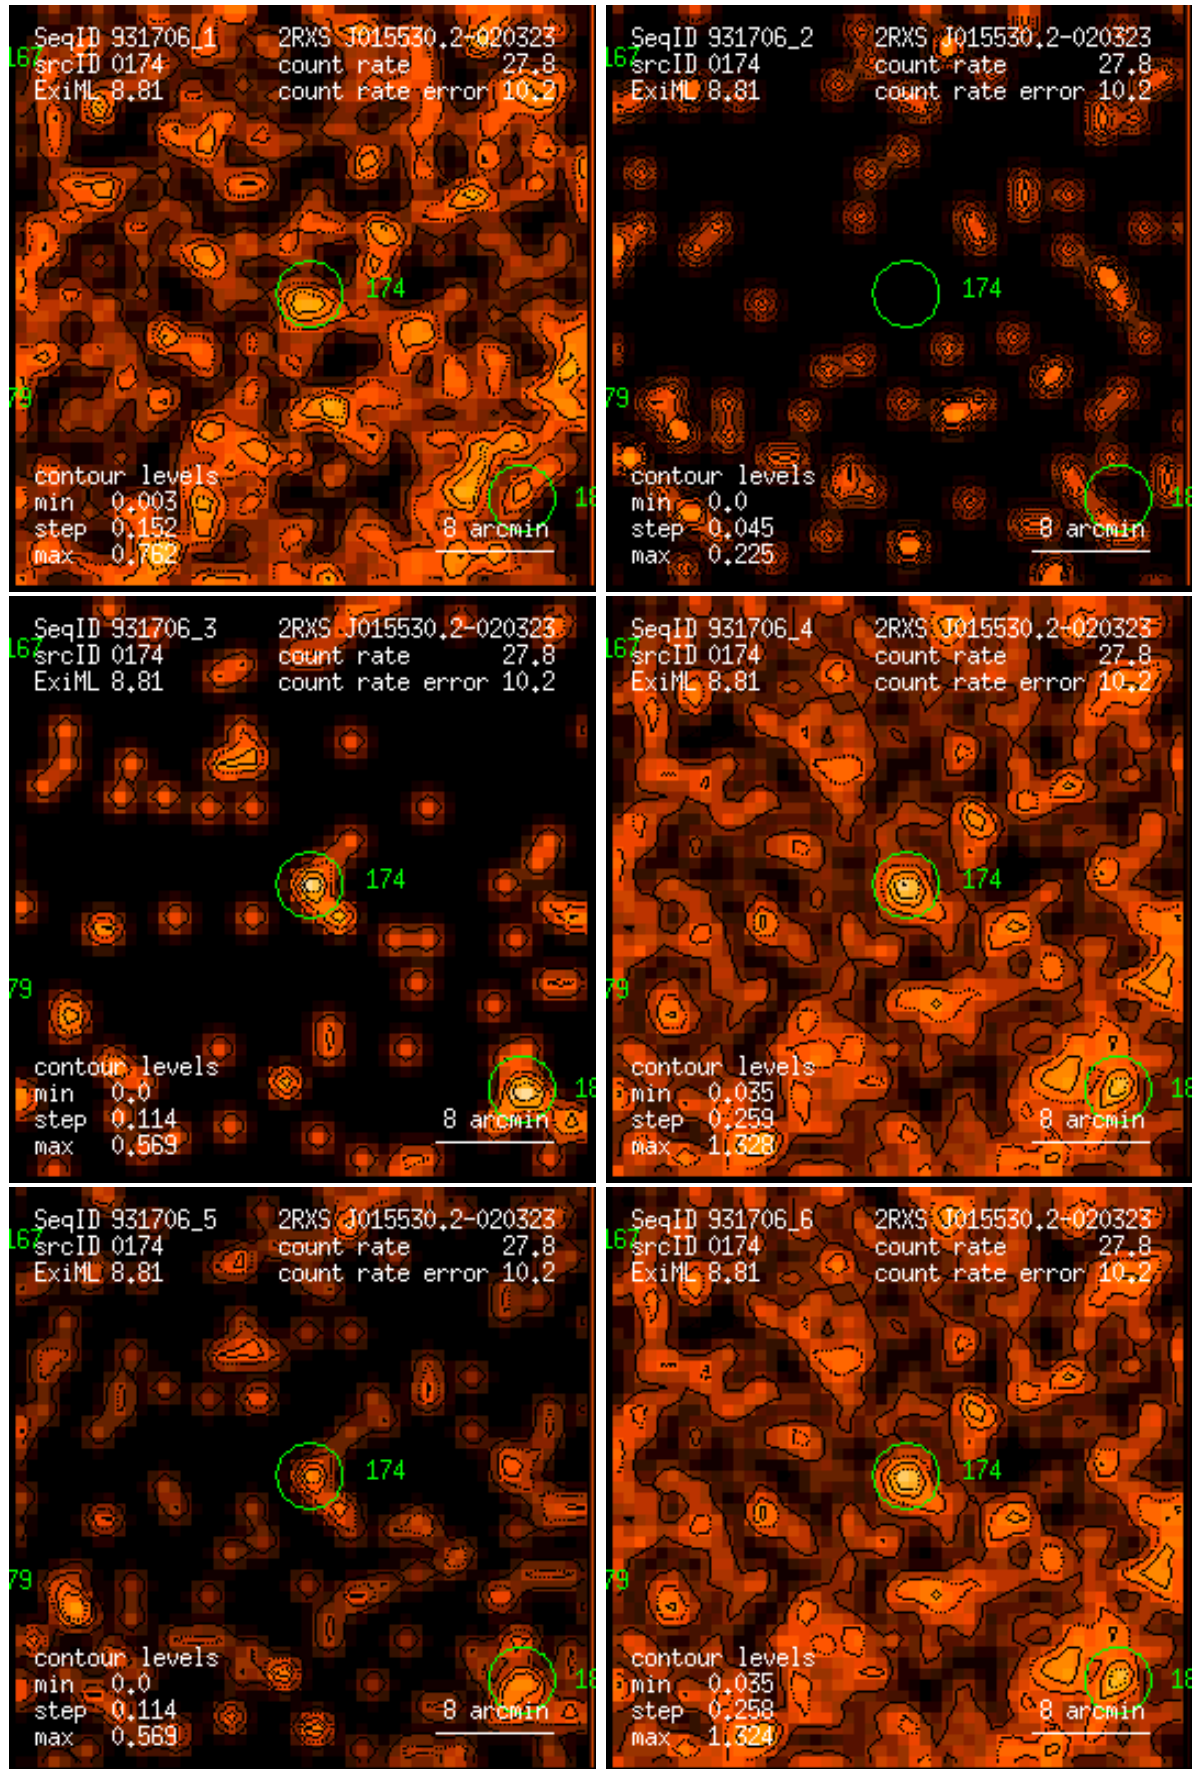 SeqID 931706_1 2RXS J015530.2-020323
167 srcID 0174 count rate 27.8
ExiML 8.81 count rate error 10.2
174
79
contour levels
min 0.003 18
step 0.152 8 arcmin
max 0.762
SeqID 931706_2 2RXS J015530.2-020323
167 srcID 0174 count rate 27.8
ExiML 8.81 count rate error 10.2
174
79
contour levels
min 0.0 18
step 0.045 8 arcmin
max 0.225
SeqID 931706_3 2RXS J015530.2-020323
167 srcID 0174 count rate 27.8
ExiML 8.81 count rate error 10.2
174
79
contour levels
min 0.0 18
step 0.114 8 arcmin
max 0.569
SeqID 931706_4 2RXS J015530.2-020323
167 srcID 0174 count rate 27.8
ExiML 8.81 count rate error 10.2
174
79
contour levels
min 0.035 18
step 0.259 8 arcmin
max 1.328
SeqID 931706_5 2RXS J015530.2-020323
167 srcID 0174 count rate 27.8
ExiML 8.81 count rate error 10.2
174
79
contour levels
min 0.0 18
step 0.114 8 arcmin
max 0.569
SeqID 931706_6 2RXS J015530.2-020323
167 srcID 0174 count rate 27.8
ExiML 8.81 count rate error 10.2
174
79
contour levels
min 0.035 18
step 0.258 8 arcmin
max 1.324